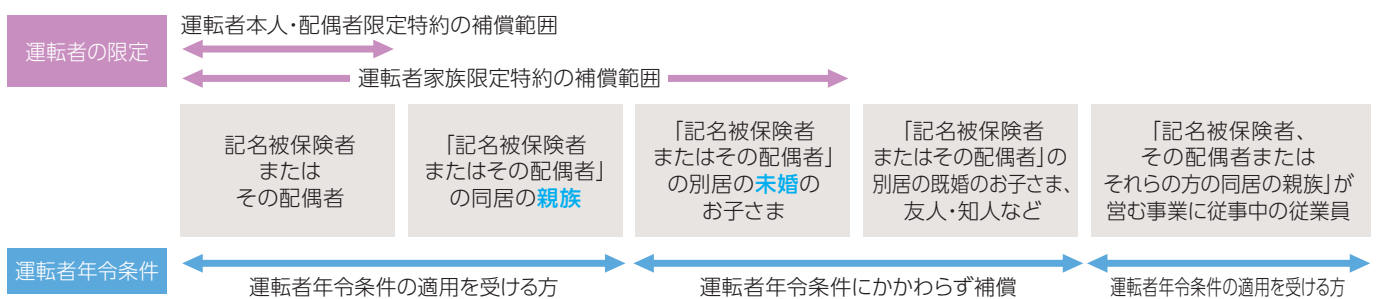 運転者本人・配偶者限定特約の補償範囲
運転者の限定
運転者家族限定特約の補償範囲
記名被保険者
または
その配偶者
「記名被保険者
またはその配偶者」
の同居の親族
「記名被保険者
またはその配偶者」
の別居の未婚の
お子さま
「記名被保険者
またはその配偶者」の
別居の既婚のお子さま、
友人・知人など
「記名被保険者、
その配偶者または
それらの方の同居の親族」が
営む事業に従事中の従業員
運転者年令条件
運転者年令条件の適用を受ける方
運転者年令条件にかかわらず補償
運転者年令条件の適用を受ける方